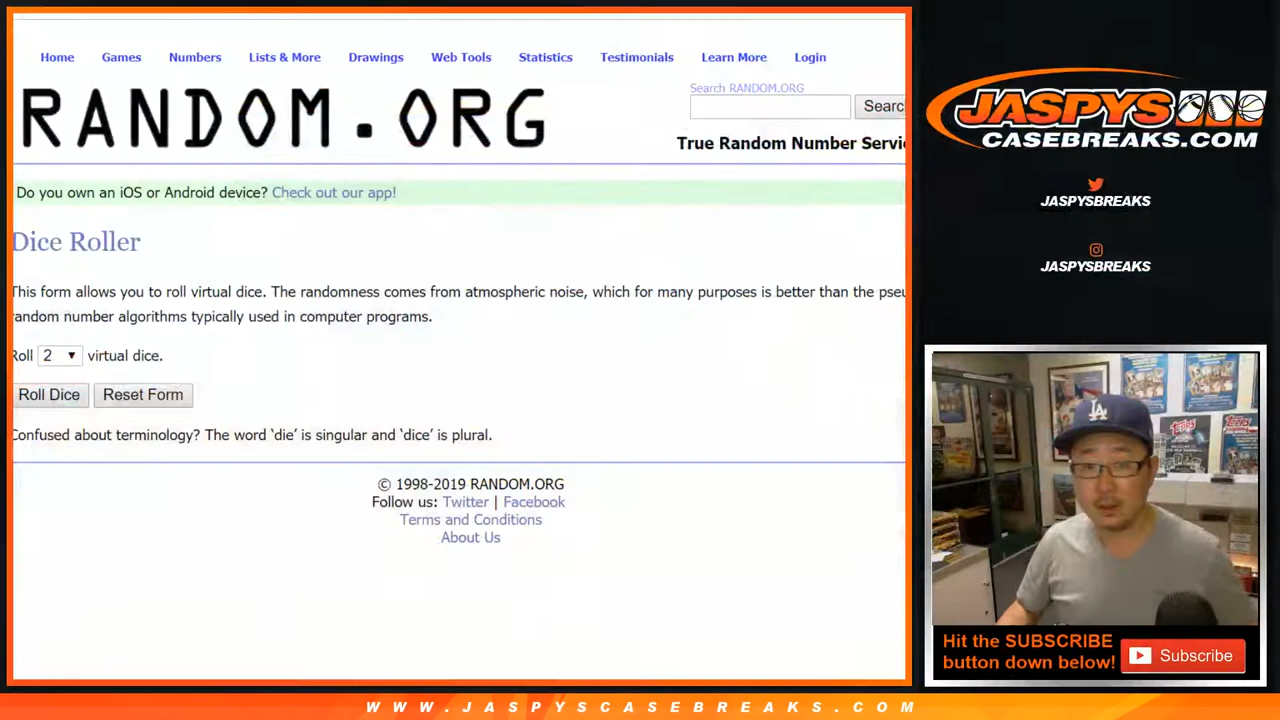 Home Games Numbers Lists & More Drawings Web Tools Statistics Testimonials Learn More Login
RANDOM.ORG
Search RANDOM.ORG
Searc
True Random Number Servi
Do you own an iOS or Android device? Check out our app!
Dice Roller
This form allows you to roll virtual dice. The randomness comes from atmospheric noise, which for many purposes is better than the pseu
random number algorithms typically used in computer programs.
Roll 2 virtual dice.
Roll Dice Reset Form
Confused about terminology? The word ‘die’ is singular and ‘dice’ is plural.
© 1998-2019 RANDOM.ORG
Follow us: Twitter | Facebook
Terms and Conditions
About Us
JASPYS
CASEBREAKS.COM
JASPYSBREAKS
JASPYSBREAKS
LA
Topps
Topps
Hit the SUBSCRIBE
button down below!
Subscribe
WWW.JASPYSCASEBREAKS.COM